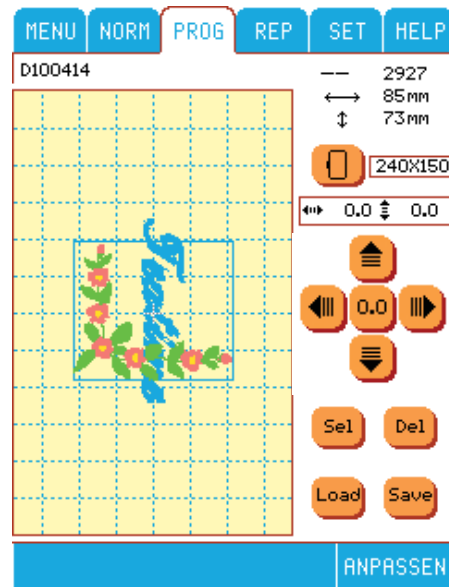 MENU NORM PROG REP SET HELP
D100414
-- 2927
↔ 85mm
↕ 73mm
240X150
0.0 0.0
0.0
Sel Del
Load Save
ANPASSEN